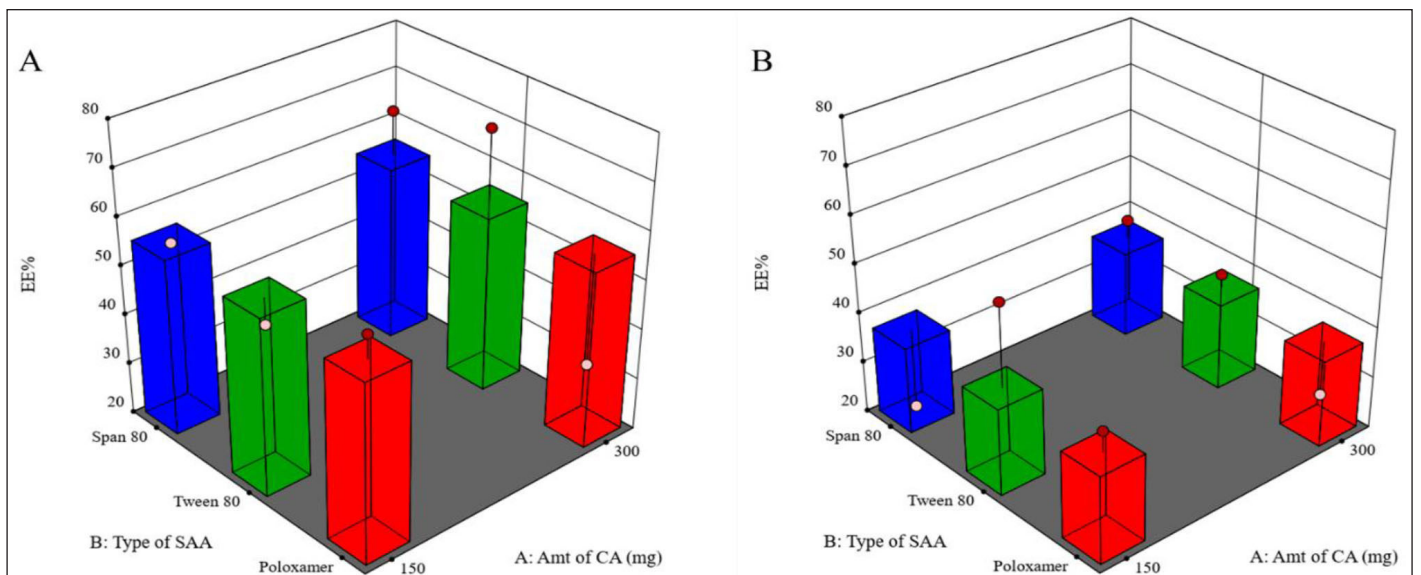 A
80
70
60
50
40
30
20
EE%
Span 80
Tween 80
Poloxamer
B: Type of SAA
150
300
A: Amt of CA (mg)
B
80
70
60
50
40
30
20
EE%
Span 80
Tween 80
Poloxamer
B: Type of SAA
150
300
A: Amt of CA (mg)